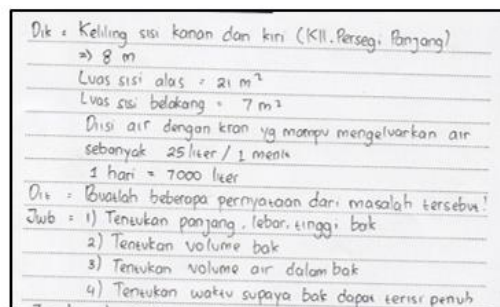 Dik : Keliling sisi kanan dan kiri (Kll. Persegi Panjang)
=> 8 m
Luas sisi alas = 21 m²
Luas sisi belakang = 7 m²
Diisi air dengan kran yg mampu mengeluarkan air
sebanyak 25 liter / 1 menit
1 hari = 7000 liter
Dit : Buatlah beberapa pernyataan dari masalah tersebut!
Jwb : 1) Tentukan panjang, lebar, tinggi bak
2) Tentukan volume bak
3) Tentukan volume air dalam bak
4) Tentukan waktu supaya bak dapat terisi penuh